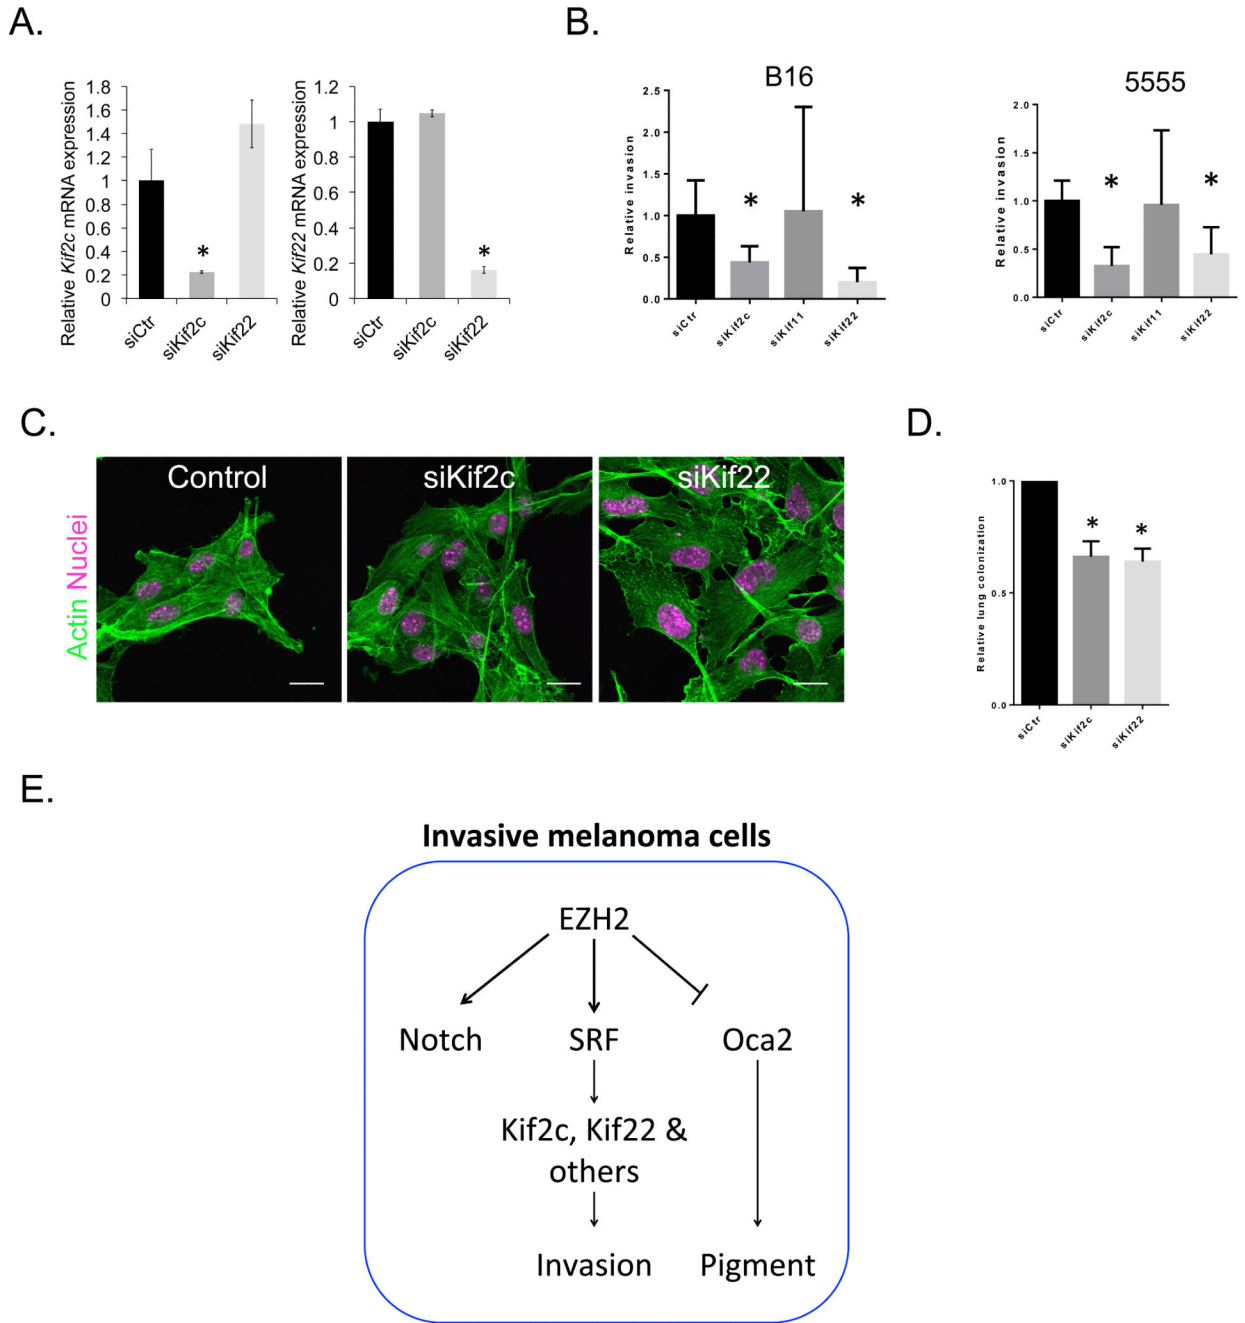 A.
Relative Kif2c mRNA expression
1.8
1.6
1.4
1.2
1
0.8
0.6
0.4
0.2
0
*
siCtr
siKif2c
siKif22
Relative Kif22 mRNA expression
1.2
1
0.8
0.6
0.4
0.2
0
*
siCtr
siKif2c
siKif22
B.
B16
Relative invasion
2.5
2.0
1.5
1.0
0.5
0.0
* *
siCtr
siKif2c
siKif11
siKif22
5555
Relative invasion
2.0
1.5
1.0
0.5
0.0
* *
siCtr
siKif2c
siKif11
siKif22
C.
Actin Nuclei
Control
siKif2c
siKif22
D.
Relative lung colonization
1.0
0.5
0.0
* *
siCtr
siKif2c
siKif22
E.
Invasive melanoma cells
EZH2
Notch SRF Oca2
Kif2c, Kif22 &
others
Invasion Pigment